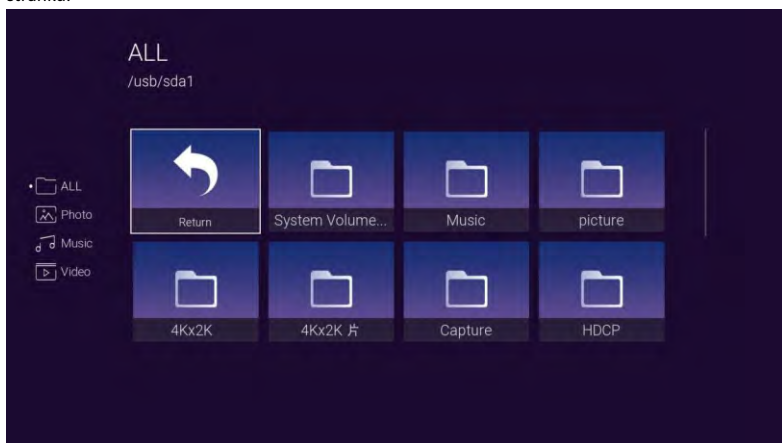 ALL
/usb/sda1
ALL
Photo
Music
Video
Return
System Volume...
Music
picture
4Kx2K
4Kx2K 片
Capture
HDCP